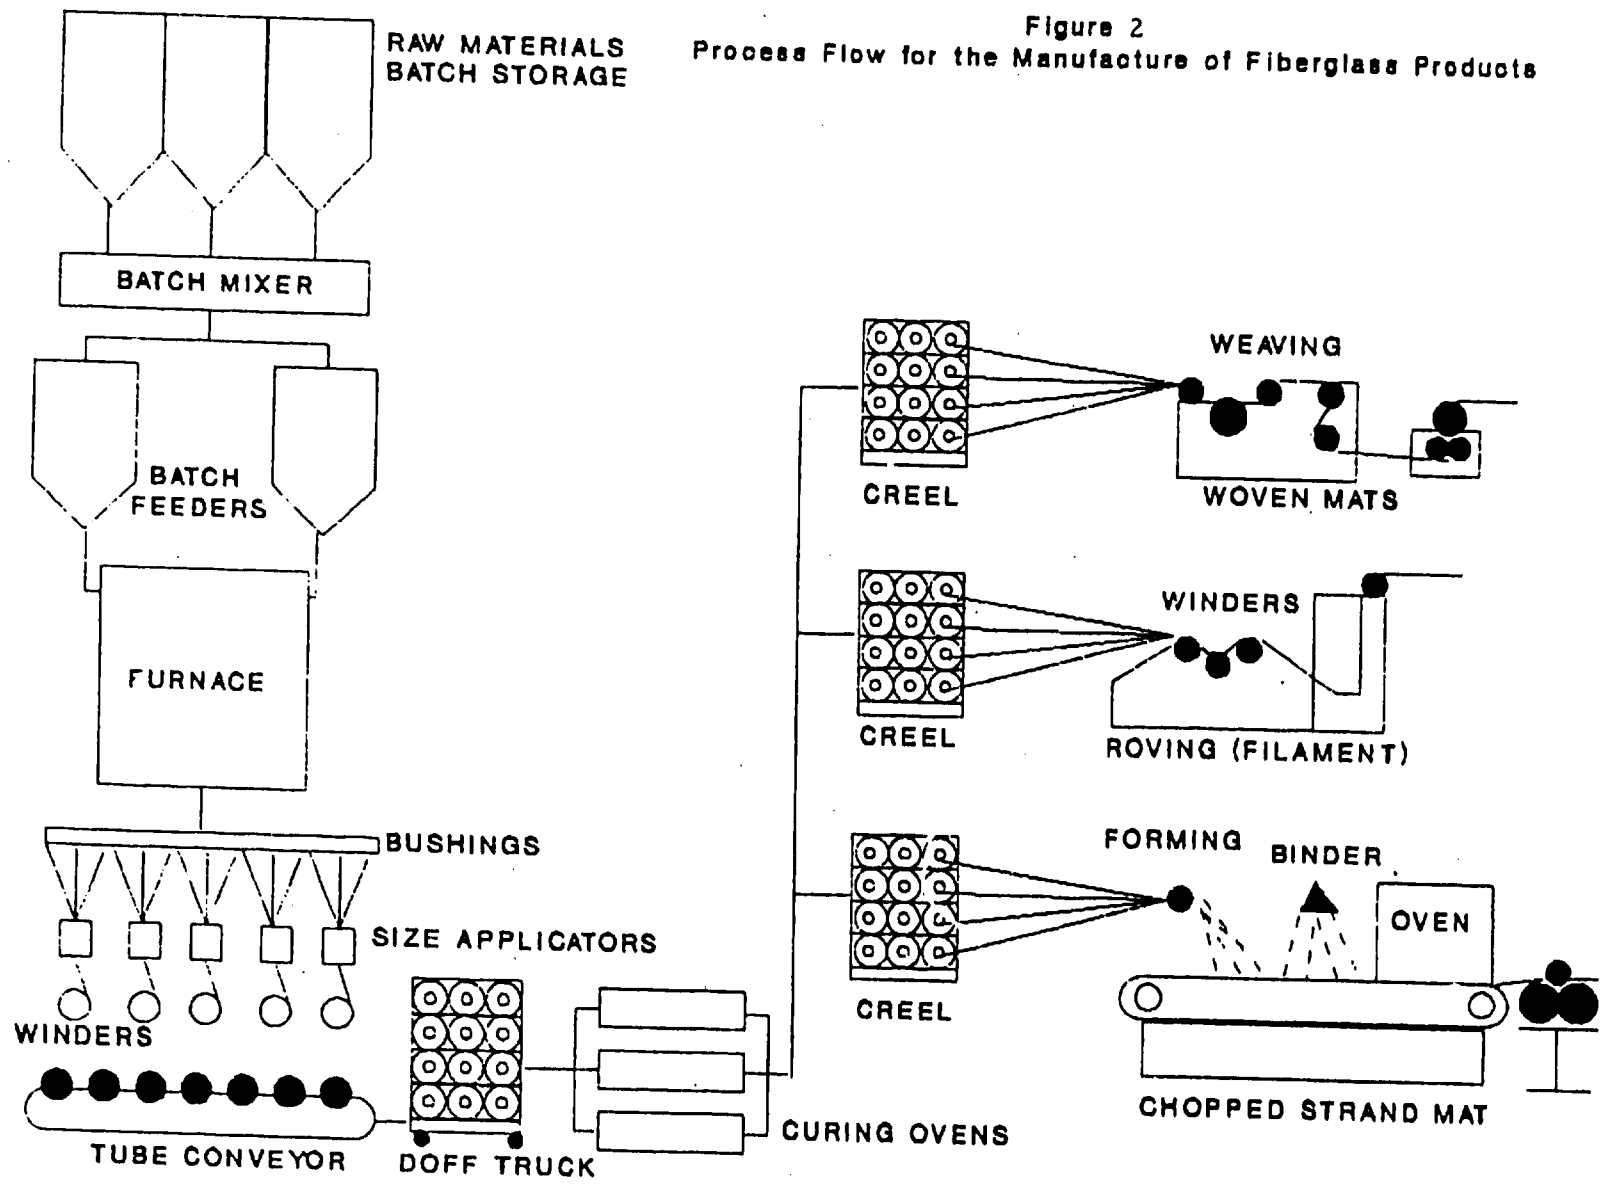 Figure 2
Process Flow for the Manufacture of Fiberglass Products
RAW MATERIALS
BATCH STORAGE
BATCH MIXER
BATCH
FEEDERS
FURNACE
BUSHINGS
SIZE APPLICATORS
WINDERS
TUBE CONVEYOR
DOFF TRUCK
CURING OVENS
WEAVING
CREEL
WOVEN MATS
WINDERS
CREEL
ROVING (FILAMENT)
FORMING
BINDER
OVEN
CREEL
CHOPPED STRAND MAT